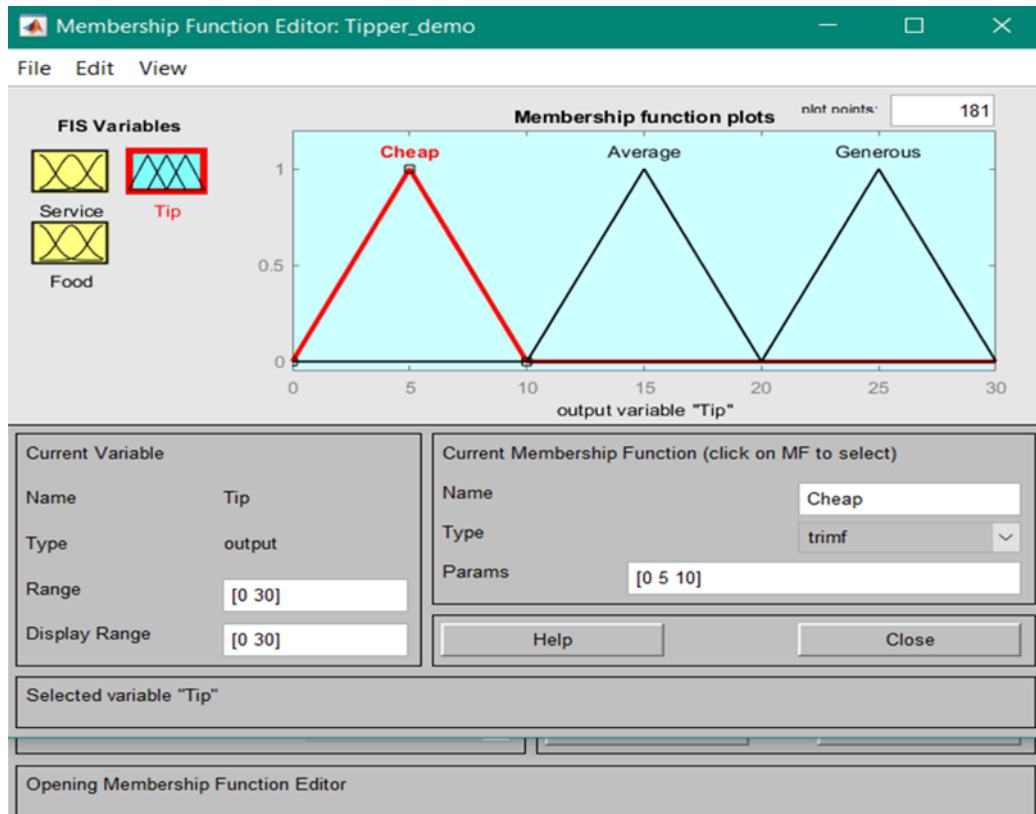 Membership Function Editor: Tipper_demo
File Edit View
FIS Variables
Service
Tip
Food
Membership function plots
plot points:
181
Cheap
Average
Generous
1
0.5
0
0 5 10 15 20 25 30
output variable "Tip"
Current Variable
Name Tip
Type output
Range [0 30]
Display Range [0 30]
Current Membership Function (click on MF to select)
Name Cheap
Type trimf
Params [0 5 10]
Help
Close
Selected variable "Tip"
Opening Membership Function Editor